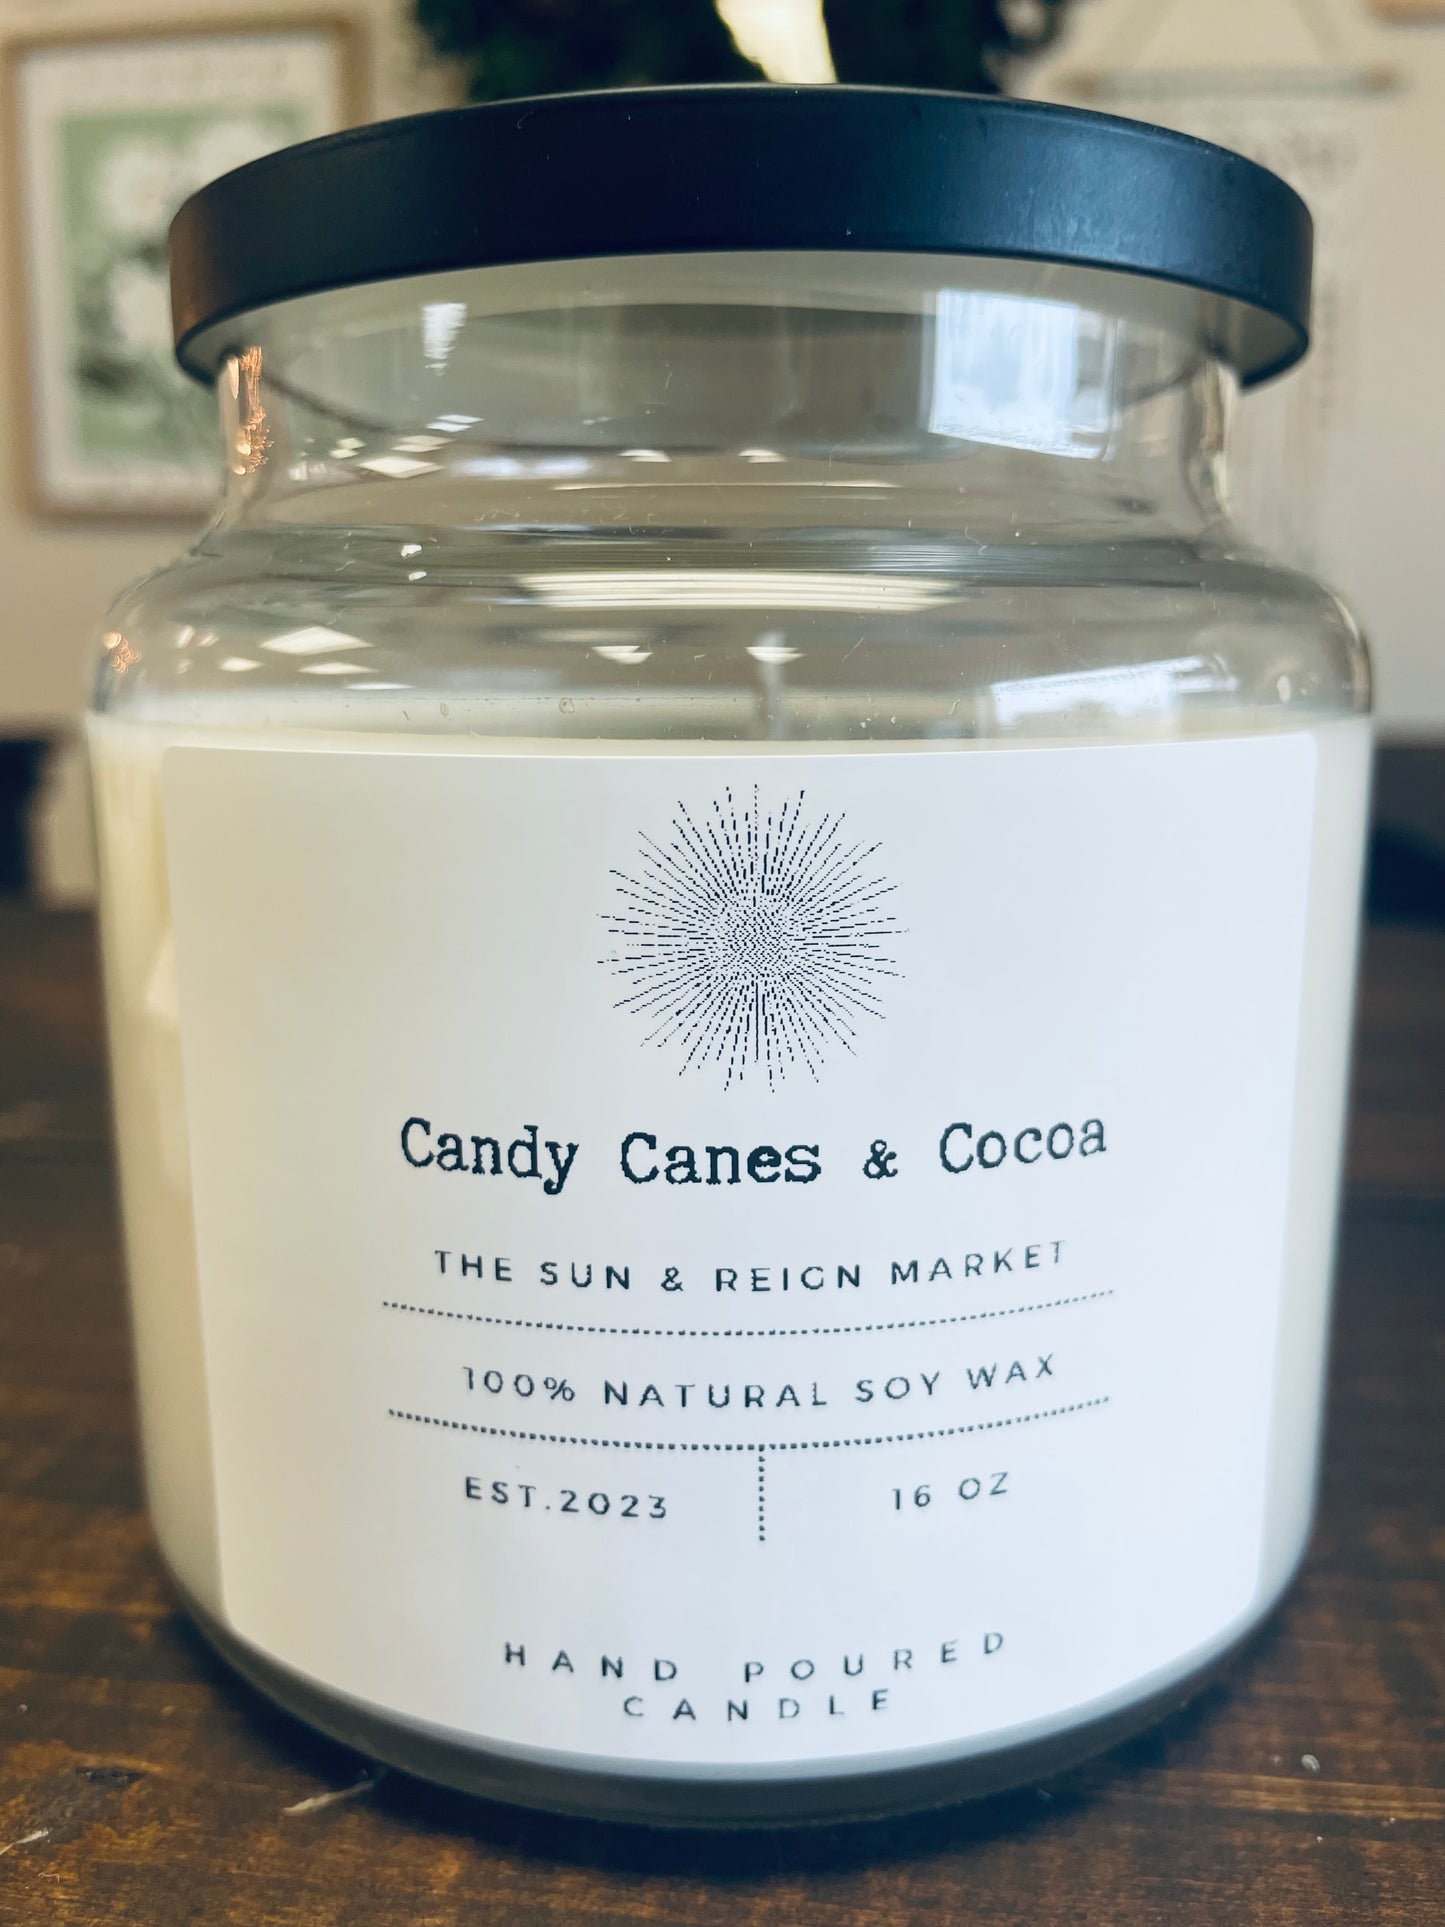 Candy Canes & Cocoa
THE SUN & REIGN MARKET
100% NATURAL SOY WAX
EST.2023
16 OZ
HAND POURED
CANDLE